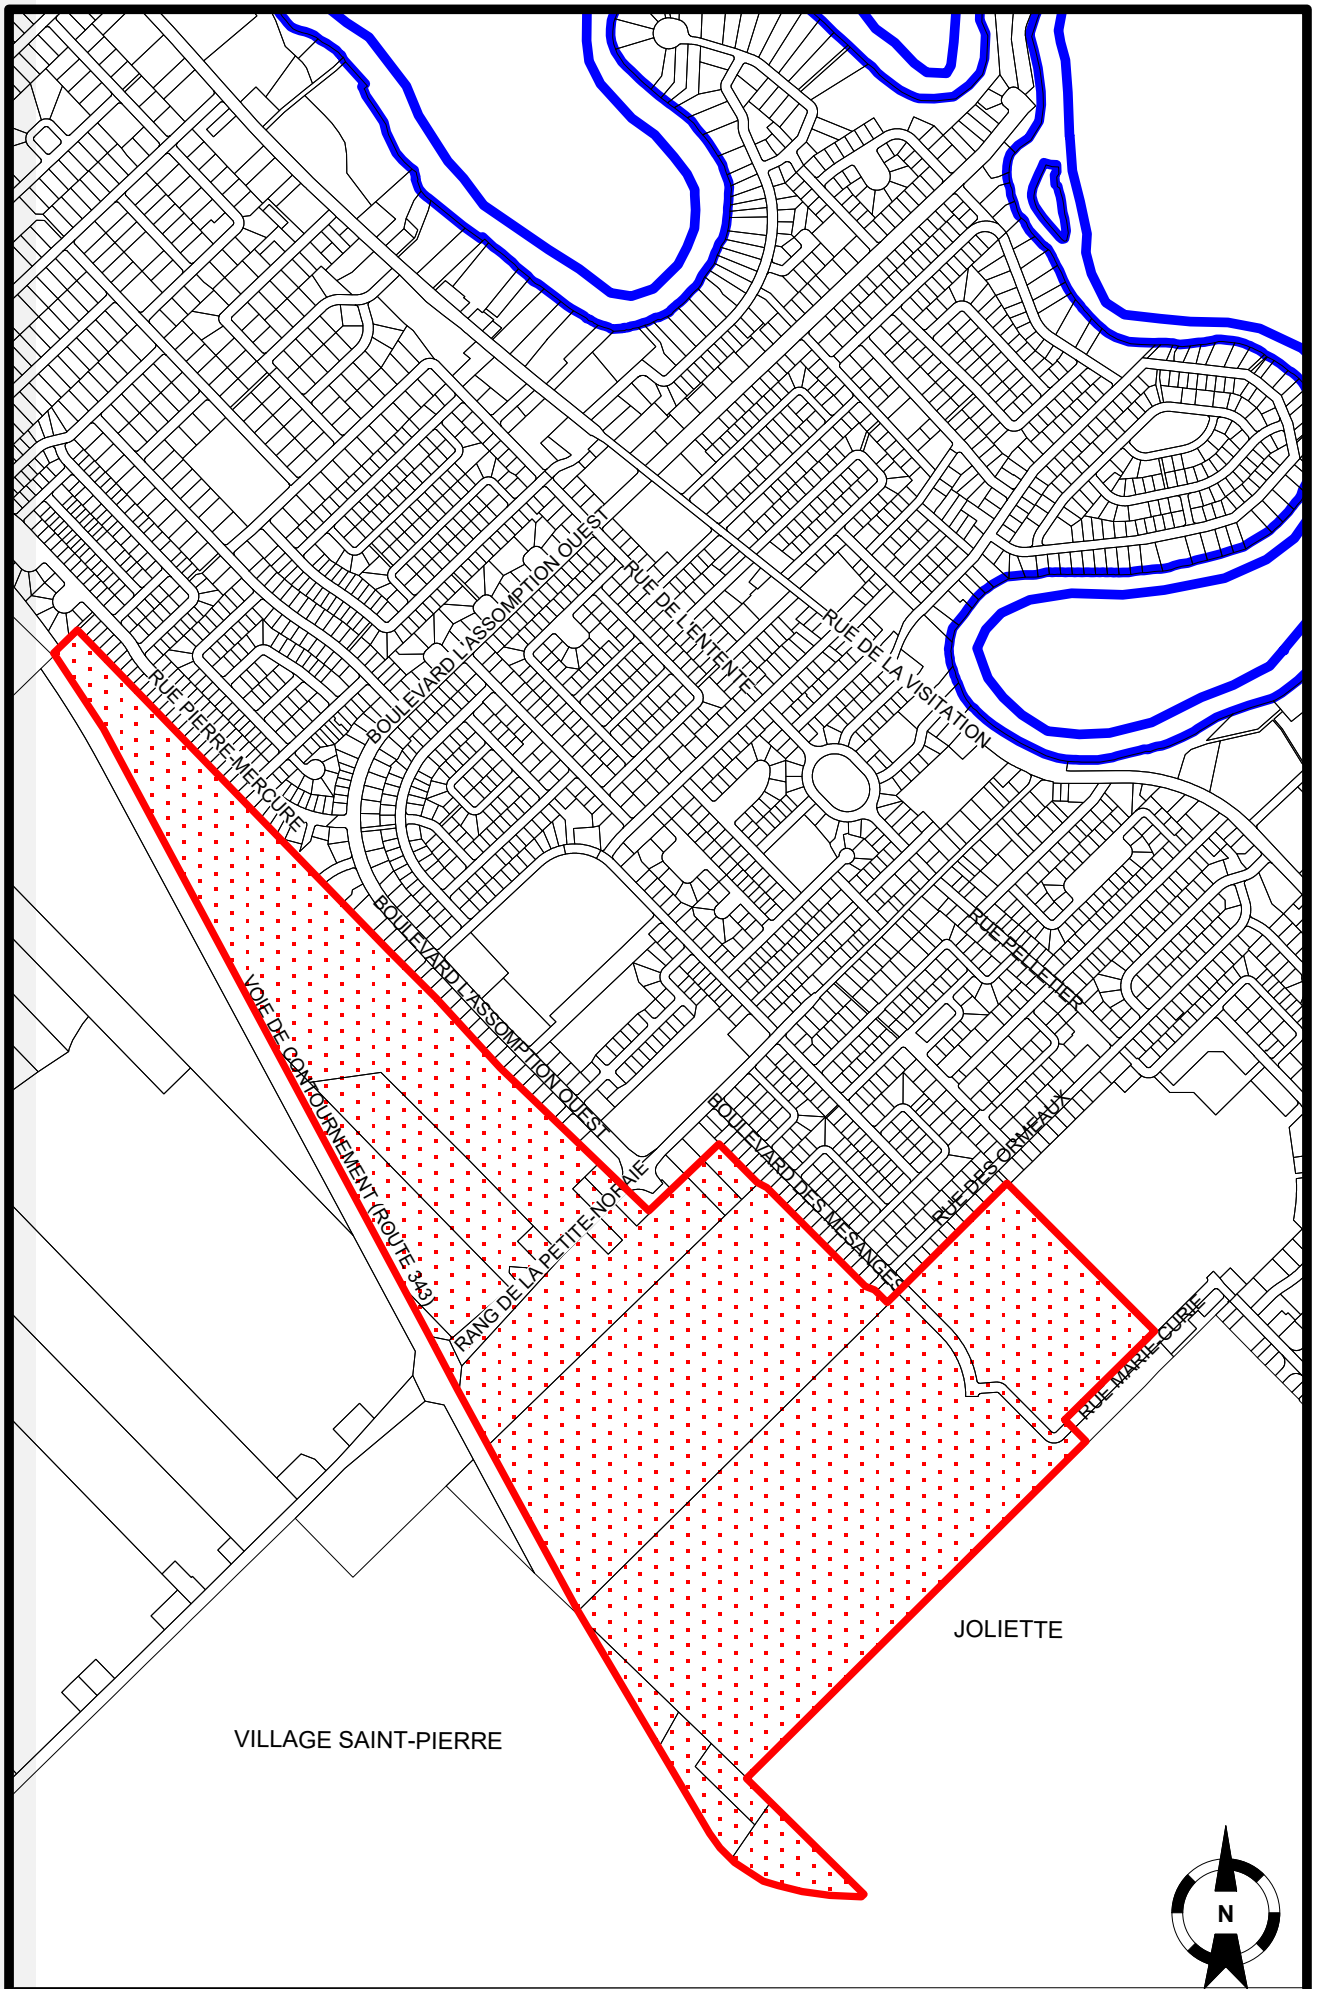 BOULEVARD L'ASSOMPTION OUEST
RUE DE L'ENTENTE
RUE DE LA VISITATION
RUE PIERRE-MERCURE
BOULEVARD L'ASSOMPTION OUEST
RUE PELLETIER
VOIE DE CONTOURNEMENT (ROUTE 343)
BOULEVARD DES MÉSANGES
RUE DES ORMEAUX
RANG DE LA PETITE-NORAIE
RUE MARIE-CURIE
JOLIETTE
VILLAGE SAINT-PIERRE
N